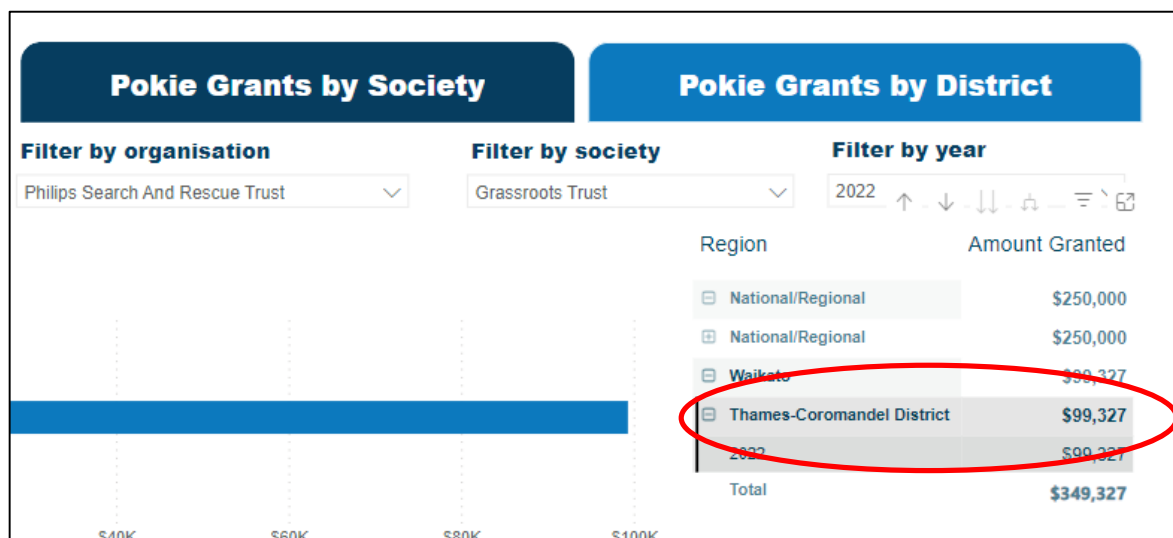 Pokie Grants by Society
Pokie Grants by District
Filter by organisation
Filter by society
Filter by year
Philips Search And Rescue Trust
Grassroots Trust
2022
Region Amount Granted
National/Regional $250,000
National/Regional $250,000
Waikato $99,327
Thames-Coromandel District $99,327
2022 $99,327
Total $349,327
$40K $60K $80K $100K